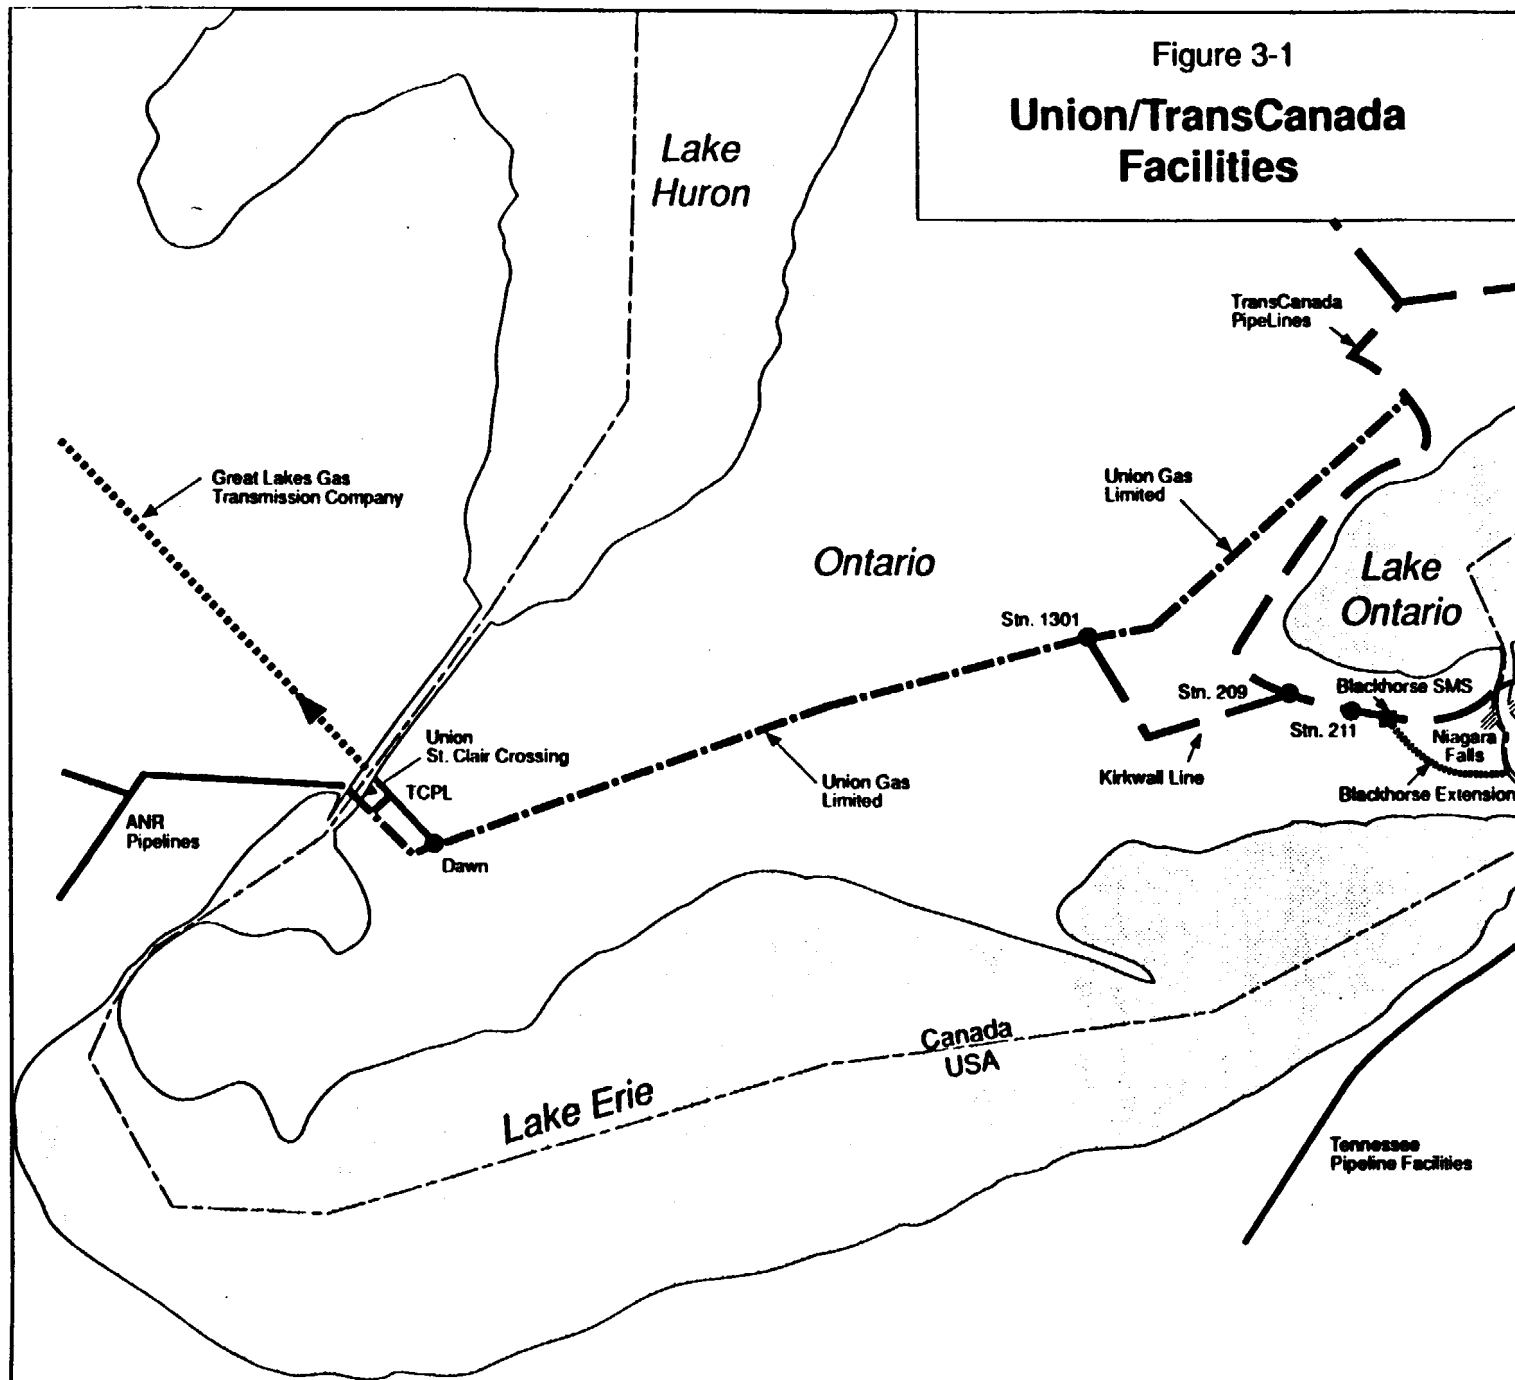 Figure 3-1
Union/TransCanada
Facilities
Lake
Huron
TransCanada
PipeLines
Great Lakes Gas
Transmission Company
Union Gas
Limited
Ontario
Lake
Ontario
Stn. 1301
Stn. 209
Blackhorse SMS
Stn. 211
Niagara
Falls
Union
St. Clair Crossing
TCPL
Kirkwall Line
Blackhorse Extension
Union Gas
Limited
ANR
Pipelines
Dawn
Canada
USA
Lake Erie
Tennessee
Pipeline Facilities